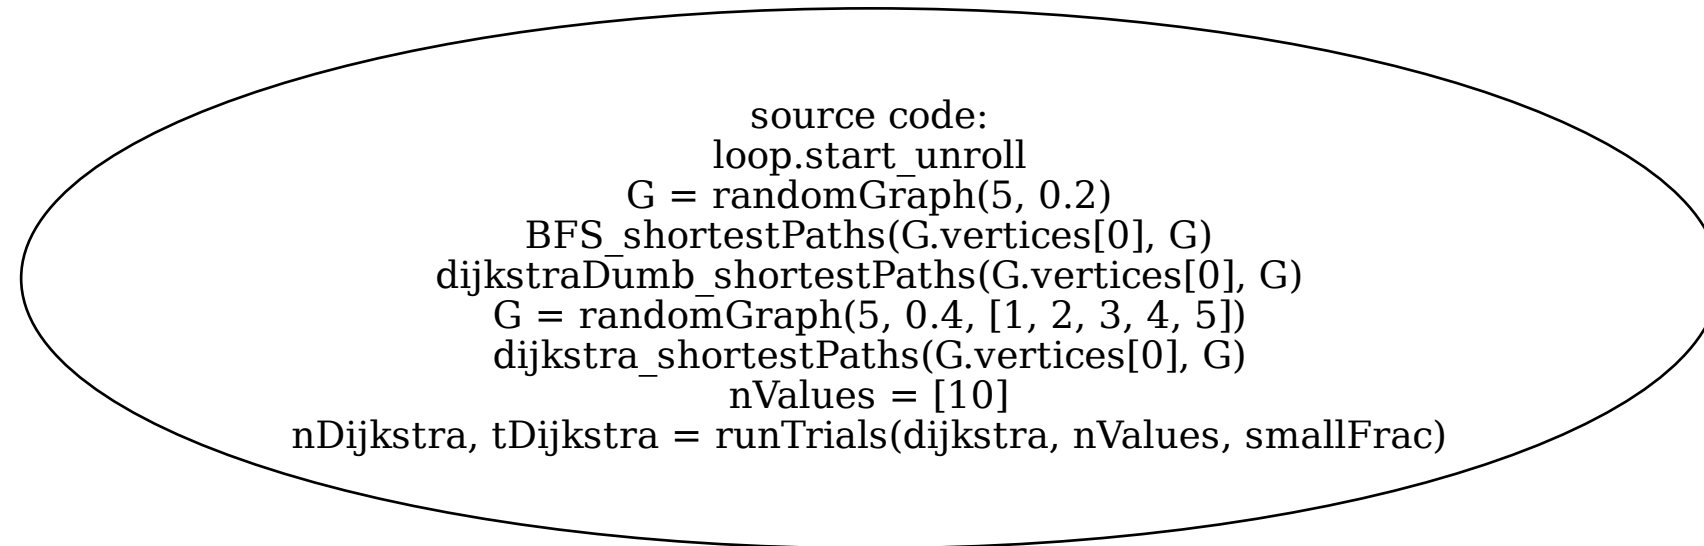 source code:
loop.start_unroll
G = randomGraph(5, 0.2)
BFS_shortestPaths(G.vertices[0], G)
dijkstraDumb_shortestPaths(G.vertices[0], G)
G = randomGraph(5, 0.4, [1, 2, 3, 4, 5])
dijkstra_shortestPaths(G.vertices[0], G)
nValues = [10]
nDijkstra, tDijkstra = runTrials(dijkstra, nValues, smallFrac)